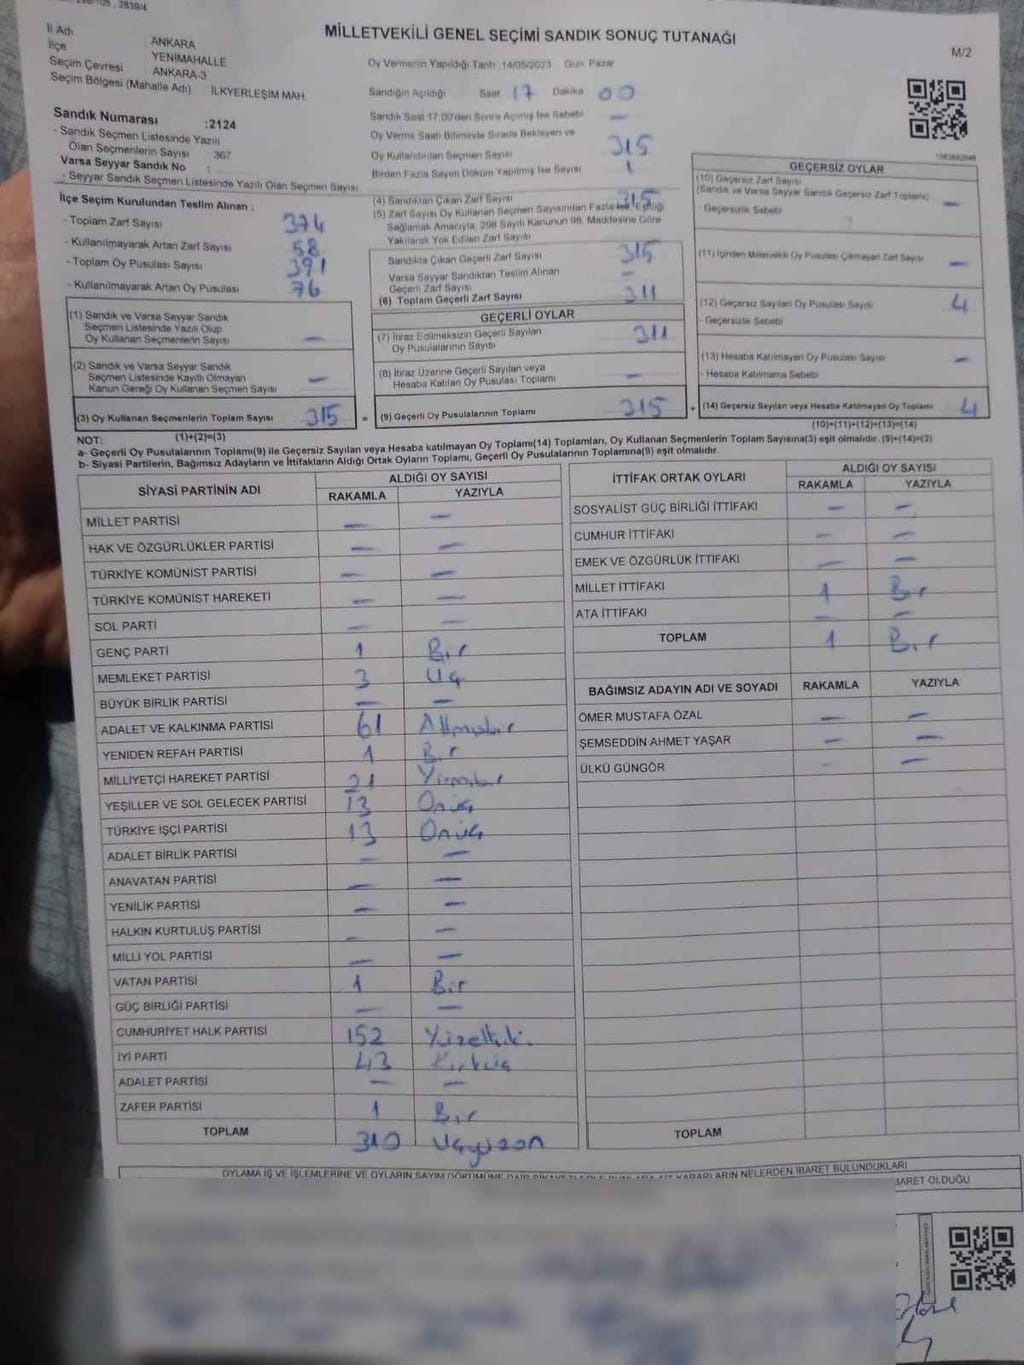 2839/4
MİLLETVEKİLİ GENEL SEÇİMİ SANDIK SONUÇ TUTANAĞI
M/2
İl Adı ANKARA
İlçe YENİMAHALLE
Seçim Çevresi ANKARA-3
Seçim Bölgesi (Mahalle Adı) İLKYERLEŞİM MAH.
Oy Vermenin Yapıldığı Tarih 14/05/2023 Gün: Pazar
Sandığın Açıldığı Saat 17 Dakika 00
Sandık Saat 17.00'den Sonra Açılmış İse Sebebi —
Oy Verme Saati Bitiminde Sırada Bekleyen ve
Oy Kullandırılan Seçmen Sayısı 315
Birden Fazla Sayım Döküm Yapılmış İse Sayısı 1
Sandık Numarası :2124
- Sandık Seçmen Listesinde Yazılı
Olan Seçmenlerin Sayısı : 367
Varsa Seyyar Sandık No :
- Seyyar Sandık Seçmen Listesinde Yazılı Olan Seçmen Sayısı
İlçe Seçim Kurulundan Teslim Alınan :
- Toplam Zarf Sayısı 374
- Kullanılmayarak Artan Zarf Sayısı 58
- Toplam Oy Pusulası Sayısı 391
- Kullanılmayarak Artan Oy Pusulası 76
(1) Sandık ve Varsa Seyyar Sandık
Seçmen Listesinde Yazılı Olup
Oy Kullanan Seçmenlerin Sayısı —
(2) Sandık ve Varsa Seyyar Sandık
Seçmen Listesinde Kayıtlı Olmayan
Kanun Gereği Oy Kullanan Seçmen Sayısı —
(3) Oy Kullanan Seçmenlerin Toplam Sayısı 315
(1)+(2)=(3)
(4) Sandıktan Çıkan Zarf Sayısı 315
(5) Zarf Sayısı Oy Kullanan Seçmen Sayısından Fazla İse, Eşitliği
Sağlamak Amacıyla, 298 Sayılı Kanunun 98. Maddesine Göre
Yakılarak Yok Edilen Zarf Sayısı
Sandıkta Çıkan Geçerli Zarf Sayısı 315
Varsa Seyyar Sandıktan Teslim Alınan
Geçerli Zarf Sayısı —
(6) Toplam Geçerli Zarf Sayısı 311
GEÇERLİ OYLAR
(7) İtiraz Edilmeksizin Geçerli Sayılan
Oy Pusulalarının Sayısı 311
(8) İtiraz Üzerine Geçerli Sayılan veya
Hesaba Katılan Oy Pusulası Toplamı —
= (9) Geçerli Oy Pusulalarının Toplamı 315
GEÇERSİZ OYLAR
(10) Geçersiz Zarf Sayısı
(Sandık ve Varsa Seyyar Sandık Geçersiz Zarf Toplamı) —
- Geçersizlik Sebebi
(11) İçinden Milletvekili Oy Pusulası Çıkmayan Zarf Sayısı —
(12) Geçersiz Sayılan Oy Pusulası Sayısı 4
- Geçersizlik Sebebi
(13) Hesaba Katılmayan Oy Pusulası Sayısı —
- Hesaba Katılmama Sebebi
+ (14) Geçersiz Sayılan veya Hesaba Katılmayan Oy Toplamı 4
(10)+(11)+(12)+(13)=(14)
NOT:
a- Geçerli Oy Pusulalarının Toplamı(9) ile Geçersiz Sayılan veya Hesaba katılmayan Oy Toplamı(14) Toplamları, Oy Kullanan Seçmenlerin Toplam Sayısına(3) eşit olmalıdır. (9)+(14)=(3)
b- Siyasi Partilerin, Bağımsız Adayların ve İttifakların Aldığı Ortak Oyların Toplamı, Geçerli Oy Pusulalarının Toplamına(9) eşit olmalıdır.
SİYASİ PARTİNİN ADI ALDIĞI OY SAYISI
RAKAMLA YAZIYLA
MİLLET PARTİSİ — —
HAK VE ÖZGÜRLÜKLER PARTİSİ — —
TÜRKİYE KOMÜNİST PARTİSİ — —
TÜRKİYE KOMÜNİST HAREKETİ — —
SOL PARTİ — —
GENÇ PARTİ 1 Bir
MEMLEKET PARTİSİ 3 Üç
BÜYÜK BİRLİK PARTİSİ — —
ADALET VE KALKINMA PARTİSİ 61 Altmışbir
YENİDEN REFAH PARTİSİ 1 Bir
MİLLİYETÇİ HAREKET PARTİSİ 21 Yirmibir
YEŞİLLER VE SOL GELECEK PARTİSİ 13 Onüç
TÜRKİYE İŞÇİ PARTİSİ 13 Onüç
ADALET BİRLİK PARTİSİ — —
ANAVATAN PARTİSİ — —
YENİLİK PARTİSİ — —
HALKIN KURTULUŞ PARTİSİ — —
MİLLİ YOL PARTİSİ — —
VATAN PARTİSİ 1 Bir
GÜÇ BİRLİĞİ PARTİSİ — —
CUMHURİYET HALK PARTİSİ 152 Yüzelliiki
İYİ PARTİ 43 Kırküç
ADALET PARTİSİ — —
ZAFER PARTİSİ 1 Bir
TOPLAM 310 Üçyüzon
İTTİFAK ORTAK OYLARI ALDIĞI OY SAYISI
RAKAMLA YAZIYLA
SOSYALİST GÜÇ BİRLİĞİ İTTİFAKI — —
CUMHUR İTTİFAKI — —
EMEK VE ÖZGÜRLÜK İTTİFAKI — —
MİLLET İTTİFAKI 1 Bir
ATA İTTİFAKI — —
TOPLAM 1 Bir
BAĞIMSIZ ADAYIN ADI VE SOYADI RAKAMLA YAZIYLA
ÖMER MUSTAFA ÖZAL — —
ŞEMSEDDİN AHMET YAŞAR — —
ÜLKÜ GÜNGÖR — —
TOPLAM
OYLAMA İŞ VE İŞLEMLERİNE VE OYLARIN SAYIM DÖKÜMÜNE DAİR ŞİKAYETLERLE BUNLARA AİT KARARLARIN NELERDEN İBARET BULUNDUKLARI
İBARET OLDUĞU